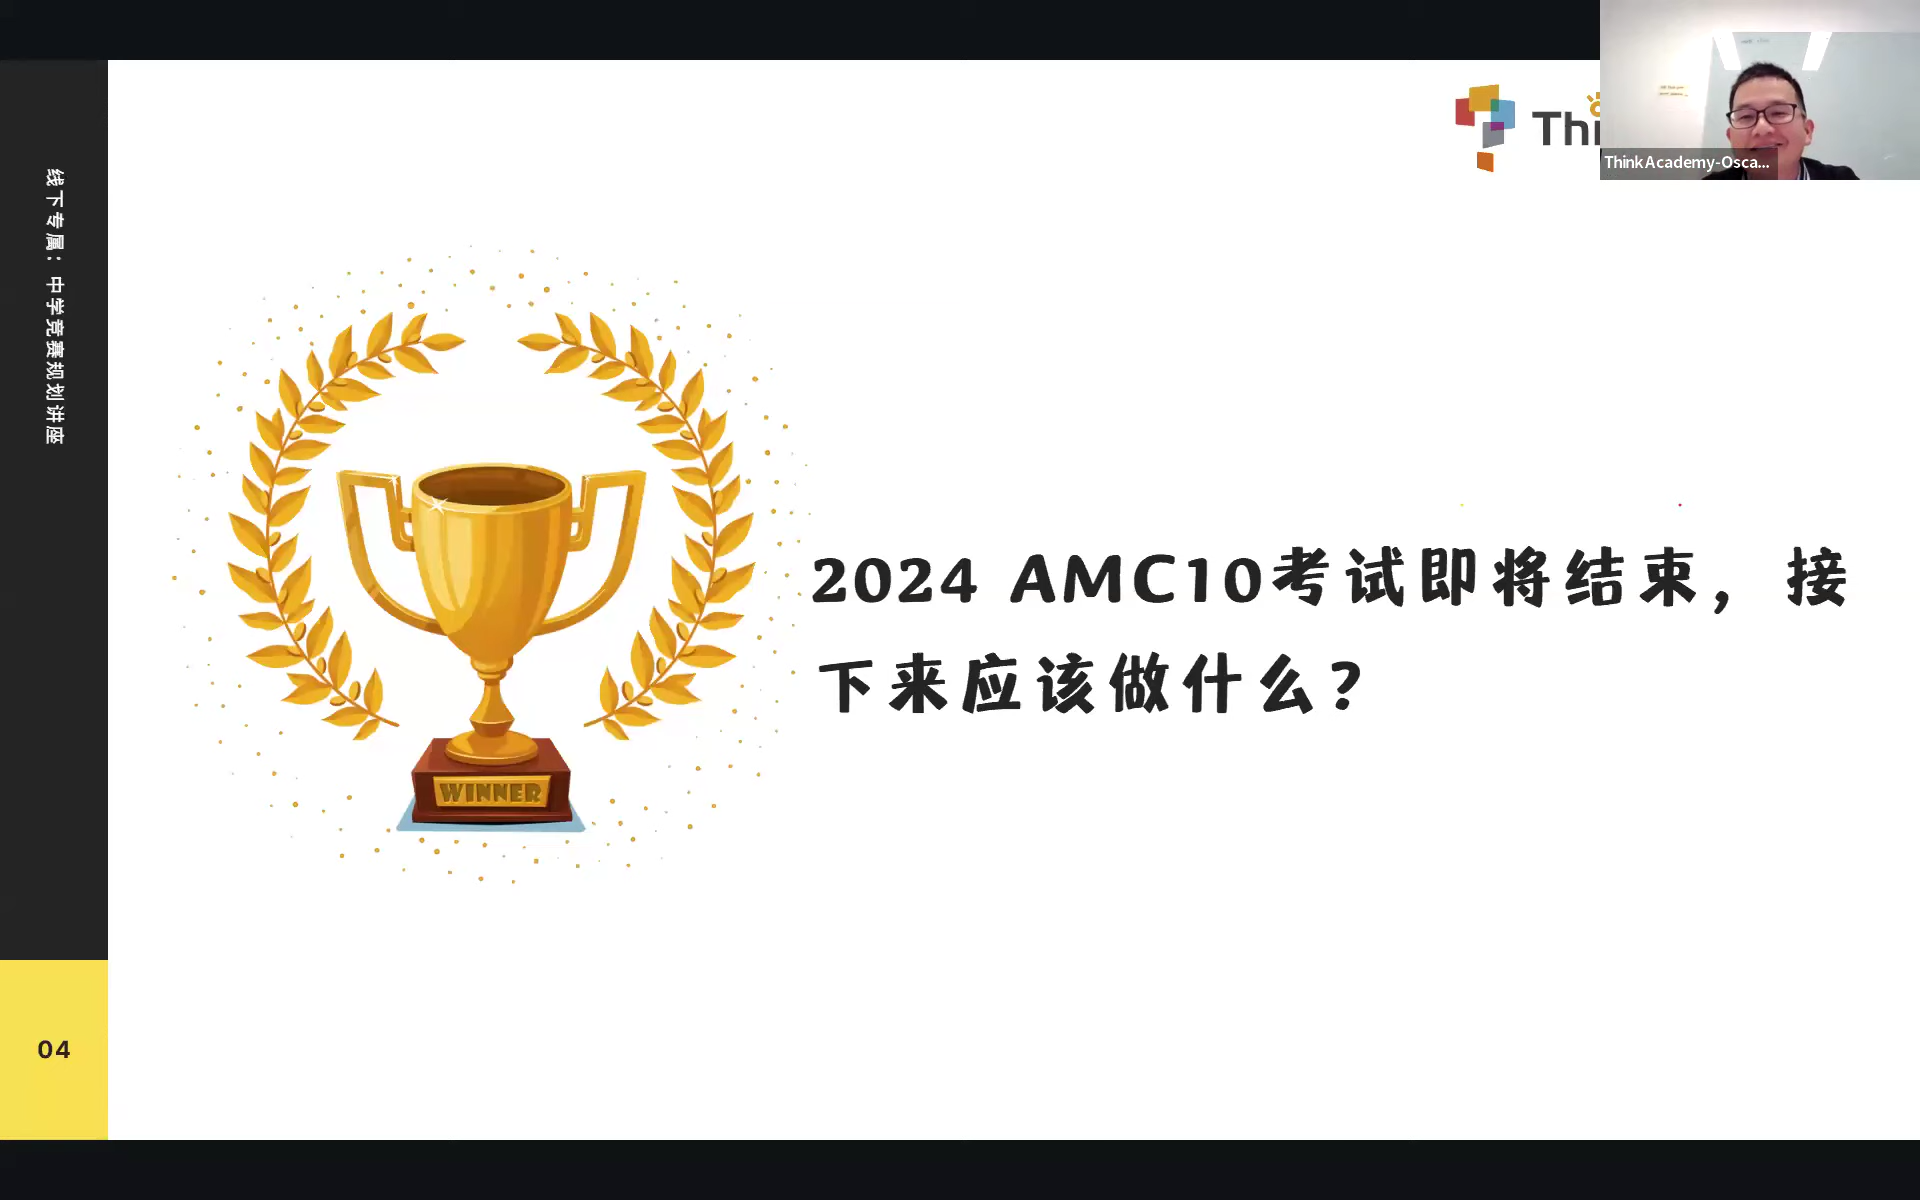 线下专属：中学竞赛规划讲座
Thi
ThinkAcademy-Osca...
2024 AMC10考试即将结束，接
下来应该做什么？
WINNER
04